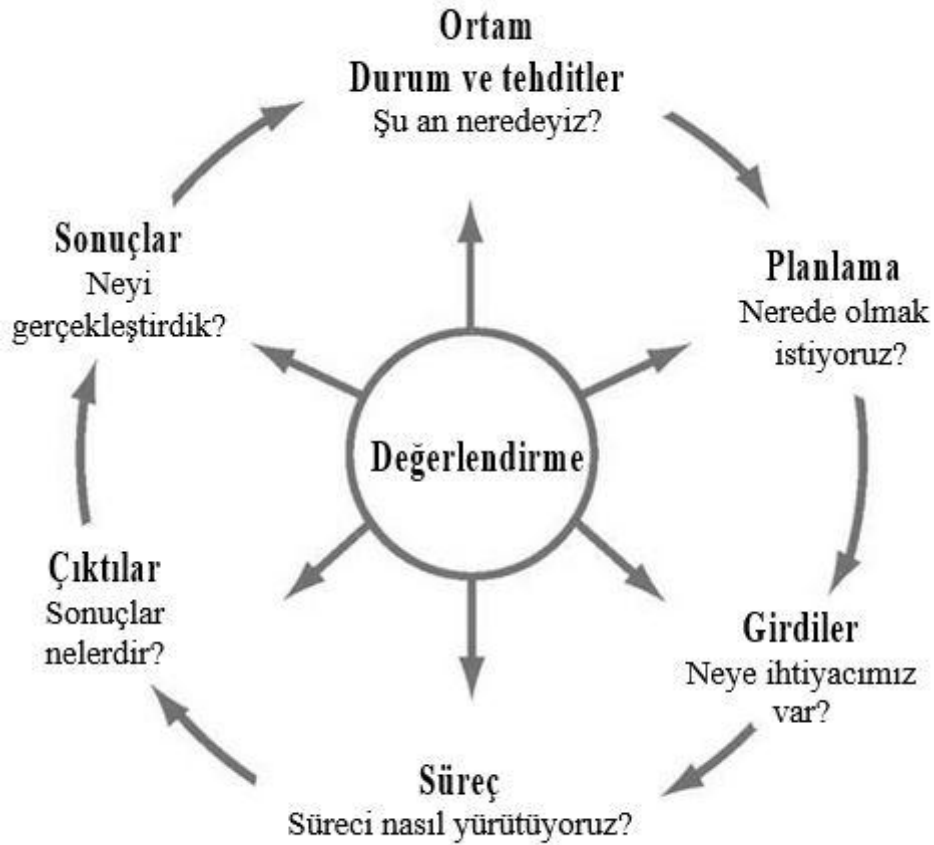 Ortam
Durum ve tehditler
Şu an neredeyiz?
Planlama
Nerede olmak
istiyoruz?
Girdiler
Neye ihtiyacımız
var?
Süreç
Süreci nasıl yürütüyoruz?
Çıktılar
Sonuçlar
nelerdir?
Sonuçlar
Neyi
gerçekleştirdik?
Değerlendirme